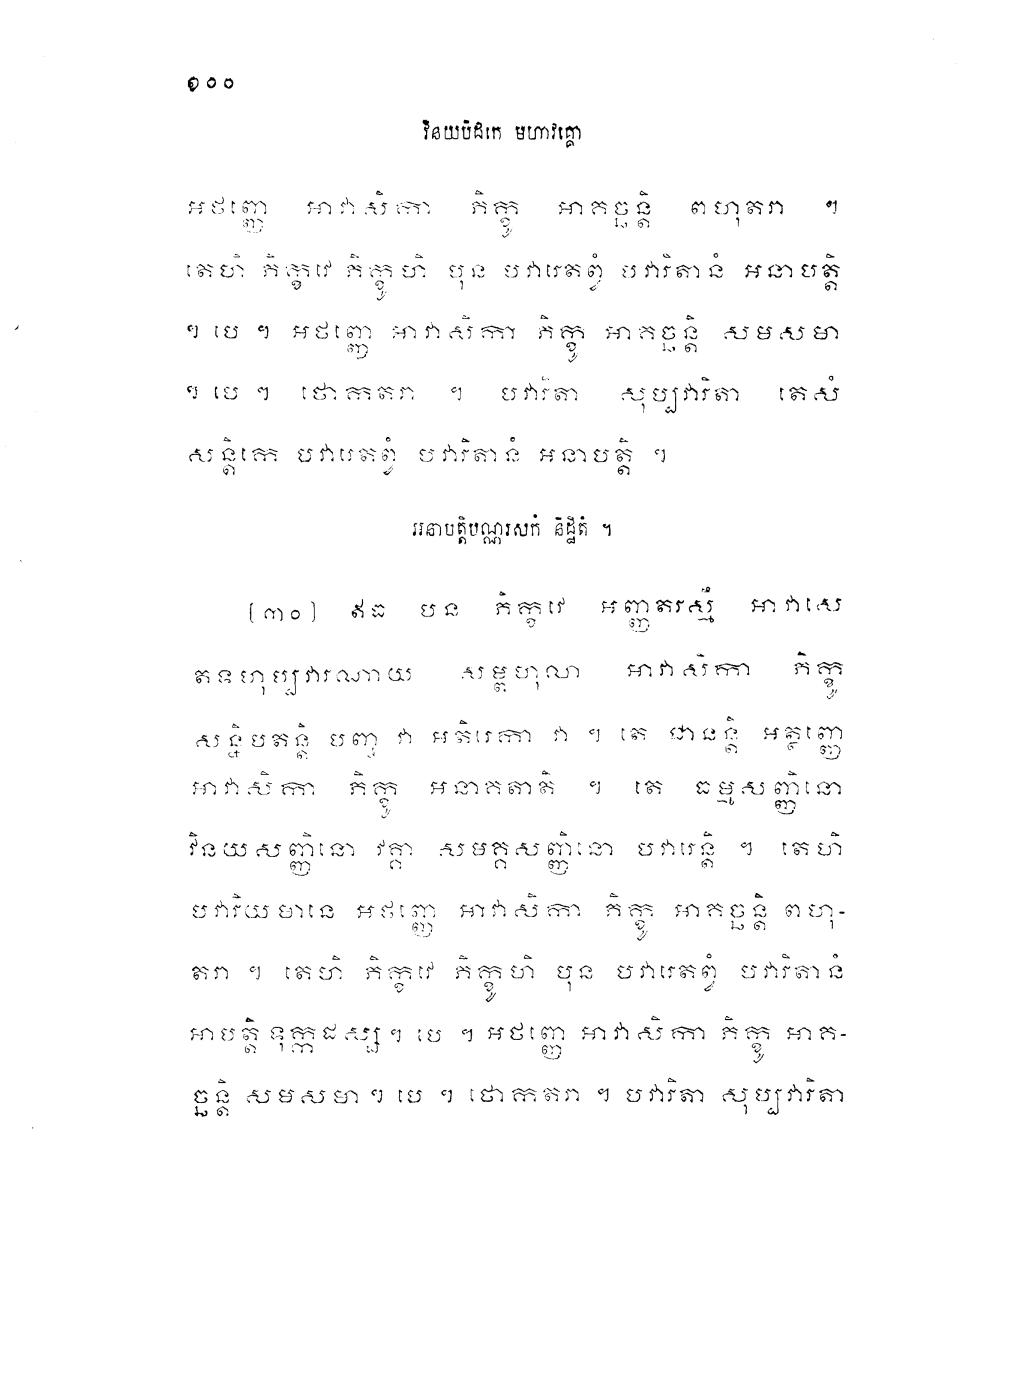 ១០០
វិនយបិដកេ មហាវគ្គោ
អថញ្ញេ អាវាសិកា ភិក្ខូ អាគច្ឆន្តិ ពហុតរា ។
តេហិ ភិក្ខវេ ភិក្ខូហិ បុន បវារេតព្វំ បវារិតានំ អនាបត្តិ
។ បេ ។ អថញ្ញេ អាវាសិកា ភិក្ខូ អាគច្ឆន្តិ សមសមា
។ បេ ។ ថោកតរា ។ បវារិតា សុប្បវារិតា តេសំ
សន្តិកេ បវារេតព្វំ បវារិតានំ អនាបត្តិ ។
អនាបត្តិបណ្ណរសកំ និដ្ឋិតំ ។
[៣០] ឥធ បន ភិក្ខវេ អញ្ញតរស្មឹ អាវាសេ
តទហុប្បវារណាយ សម្ពហុលា អាវាសិកា ភិក្ខូ
សន្និបតន្តិ បញ្ច វា អតិរេកា វា ។ តេ ជានន្តិ អត្ថញ្ញេ
អាវាសិកា ភិក្ខូ អនាគតាតិ ។ តេ ធម្មសញ្ញិនោ
វិនយសញ្ញិនោ វគ្គា សមគ្គសញ្ញិនោ បវារេន្តិ ។ តេហិ
បវារិយមានេ អថញ្ញេ អាវាសិកា ភិក្ខូ អាគច្ឆន្តិ ពហុ-
តរា ។ តេហិ ភិក្ខវេ ភិក្ខូហិ បុន បវារេតព្វំ បវារិតានំ
អាបត្តិ ទុក្កដស្ស ។ បេ ។ អថញ្ញេ អាវាសិកា ភិក្ខូ អាគ-
ច្ឆន្តិ សមសមា ។ បេ ។ ថោកតរា ។ បវារិតា សុប្បវារិតា